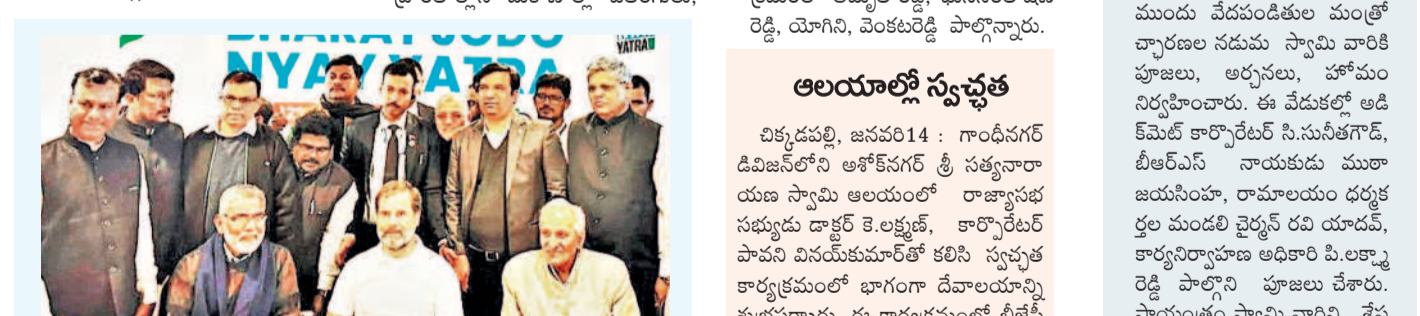 BHARAT JODO
NYAY YATRA
YATRA
రెడ్డి, యోగిని, వెంకటరెడ్డి పాల్గొన్నారు.
ఆలయాల్లో స్వచ్ఛత
చిక్కడపల్లి, జనవరి14 : గాంధీనగర్
డివిజన్‌లోని అశోక్‌నగర్ శ్రీ సత్యనారా
యణ స్వామి ఆలయంలో రాజ్యాసభ
సభ్యుడు డాక్టర్ కె.లక్ష్మణ్, కార్పొరేటర్
పావని వినయ్‌కుమార్‌తో కలిసి స్వచ్ఛత
కార్యక్రమంలో భాగంగా దేవాలయాన్ని
ముందు వేదపండితుల మంత్రో
చ్ఛారణల నడుమ స్వామి వారికి
పూజలు, అర్చనలు, హోమం
నిర్వహించారు. ఈ వేడుకల్లో అడి
క్‌మెట్ కార్పొరేటర్ సి.సునీతగౌడ్,
బీఆర్ఎస్ నాయకుడు ముఠా
జయసింహ, రామాలయం ధర్మక
ర్తల మండలి చైర్మన్ రవి యాదవ్,
కార్యనిర్వాహణ అధికారి పి.లక్ష్మా
రెడ్డి పాల్గొని పూజలు చేశారు.